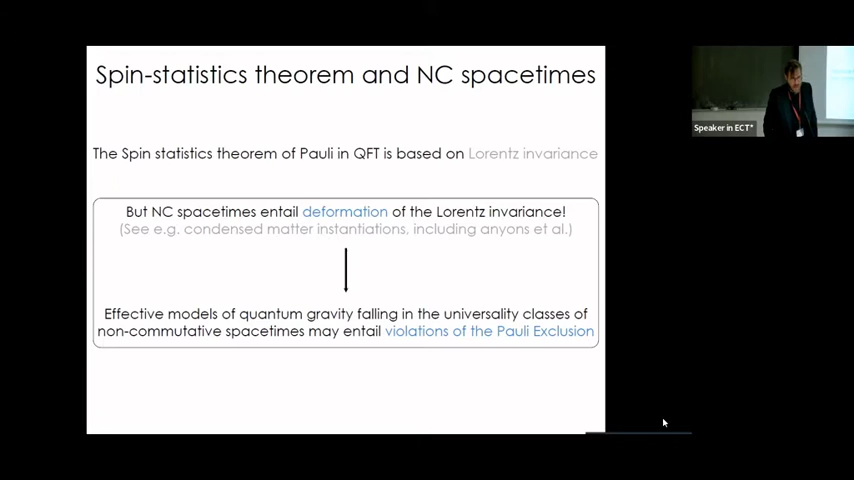 Spin-statistics theorem and NC spacetimes
The Spin statistics theorem of Pauli in QFT is based on Lorentz invariance
But NC spacetimes entail deformation of the Lorentz invariance!
(See e.g. condensed matter instantiations, including anyons et al.)
Effective models of quantum gravity falling in the universality classes of
non-commutative spacetimes may entail violations of the Pauli Exclusion
Speaker in ECT*